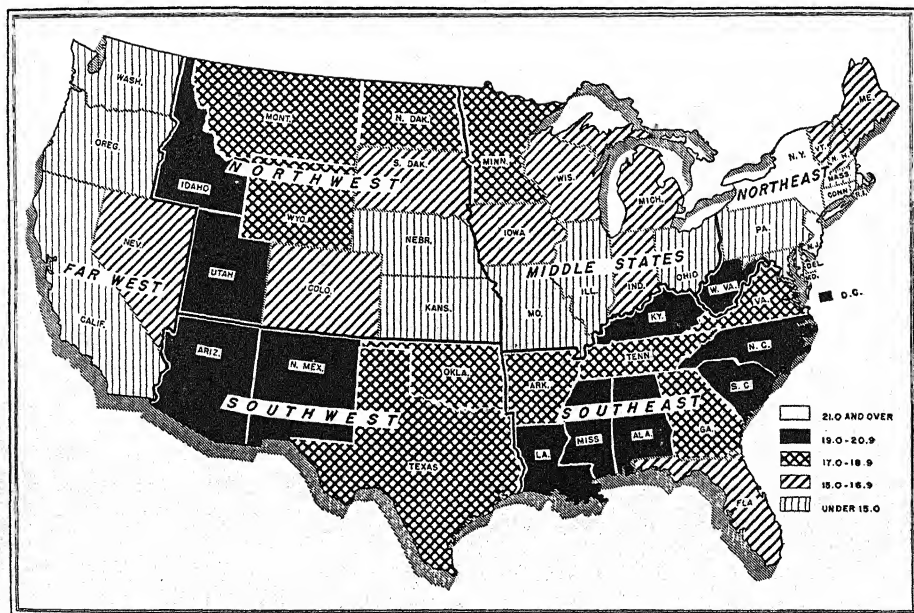 WASH.
MONT.
N. DAK.
MINN.
ME.
OREG.
IDAHO
NORTHWEST
S. DAK.
WIS.
MICH.
N.Y.
VT.
N. H.
MASS.
CONN.
R.I.
NORTHEAST
WYO.
IOWA
PA.
NEV.
UTAH
NEBR.
MIDDLE STATES
ILL.
IND.
OHIO
N.J.
DEL.
MD.
FAR WEST
COLO.
KANS.
MO.
W. VA.
VA.
D.C.
CALIF.
KY.
ARIZ.
N. MEX.
OKLA.
ARK.
TENN.
N. C.
S. C
SOUTHWEST
SOUTHEAST
TEXAS
LA.
MISS
ALA.
GA.
FLA
21.0 AND OVER
19.0-20.9
17.0-18.9
15.0-16.9
UNDER 15.0